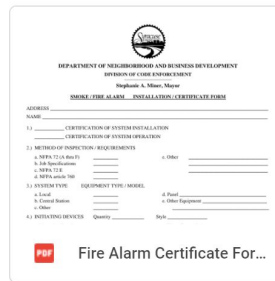 SYRACUSE
DEPARTMENT OF NEIGHBORHOOD AND BUSINESS DEVELOPMENT
DIVISION OF CODE ENFORCEMENT
Stephanie A. Miner, Mayor
SMOKE / FIRE ALARM INSTALLATION / CERTIFICATE FORM
ADDRESS
NAME
1.) CERTIFICATION OF SYSTEM INSTALLATION
CERTIFICATION OF SYSTEM OPERATION
2.) METHOD OF INSPECTION / REQUIREMENTS
a. NFPA 72 (A thru F) e. Other
b. Job Specifications
c. NFPA 72 E
d. NFPA article 760
3.) SYSTEM TYPE EQUIPMENT TYPE / MODEL
a. Local d. Panel
b. Central Station e. Other Equipment
c. Other
4.) INITIATING DEVICES Quantity Style
PDF Fire Alarm Certificate For...